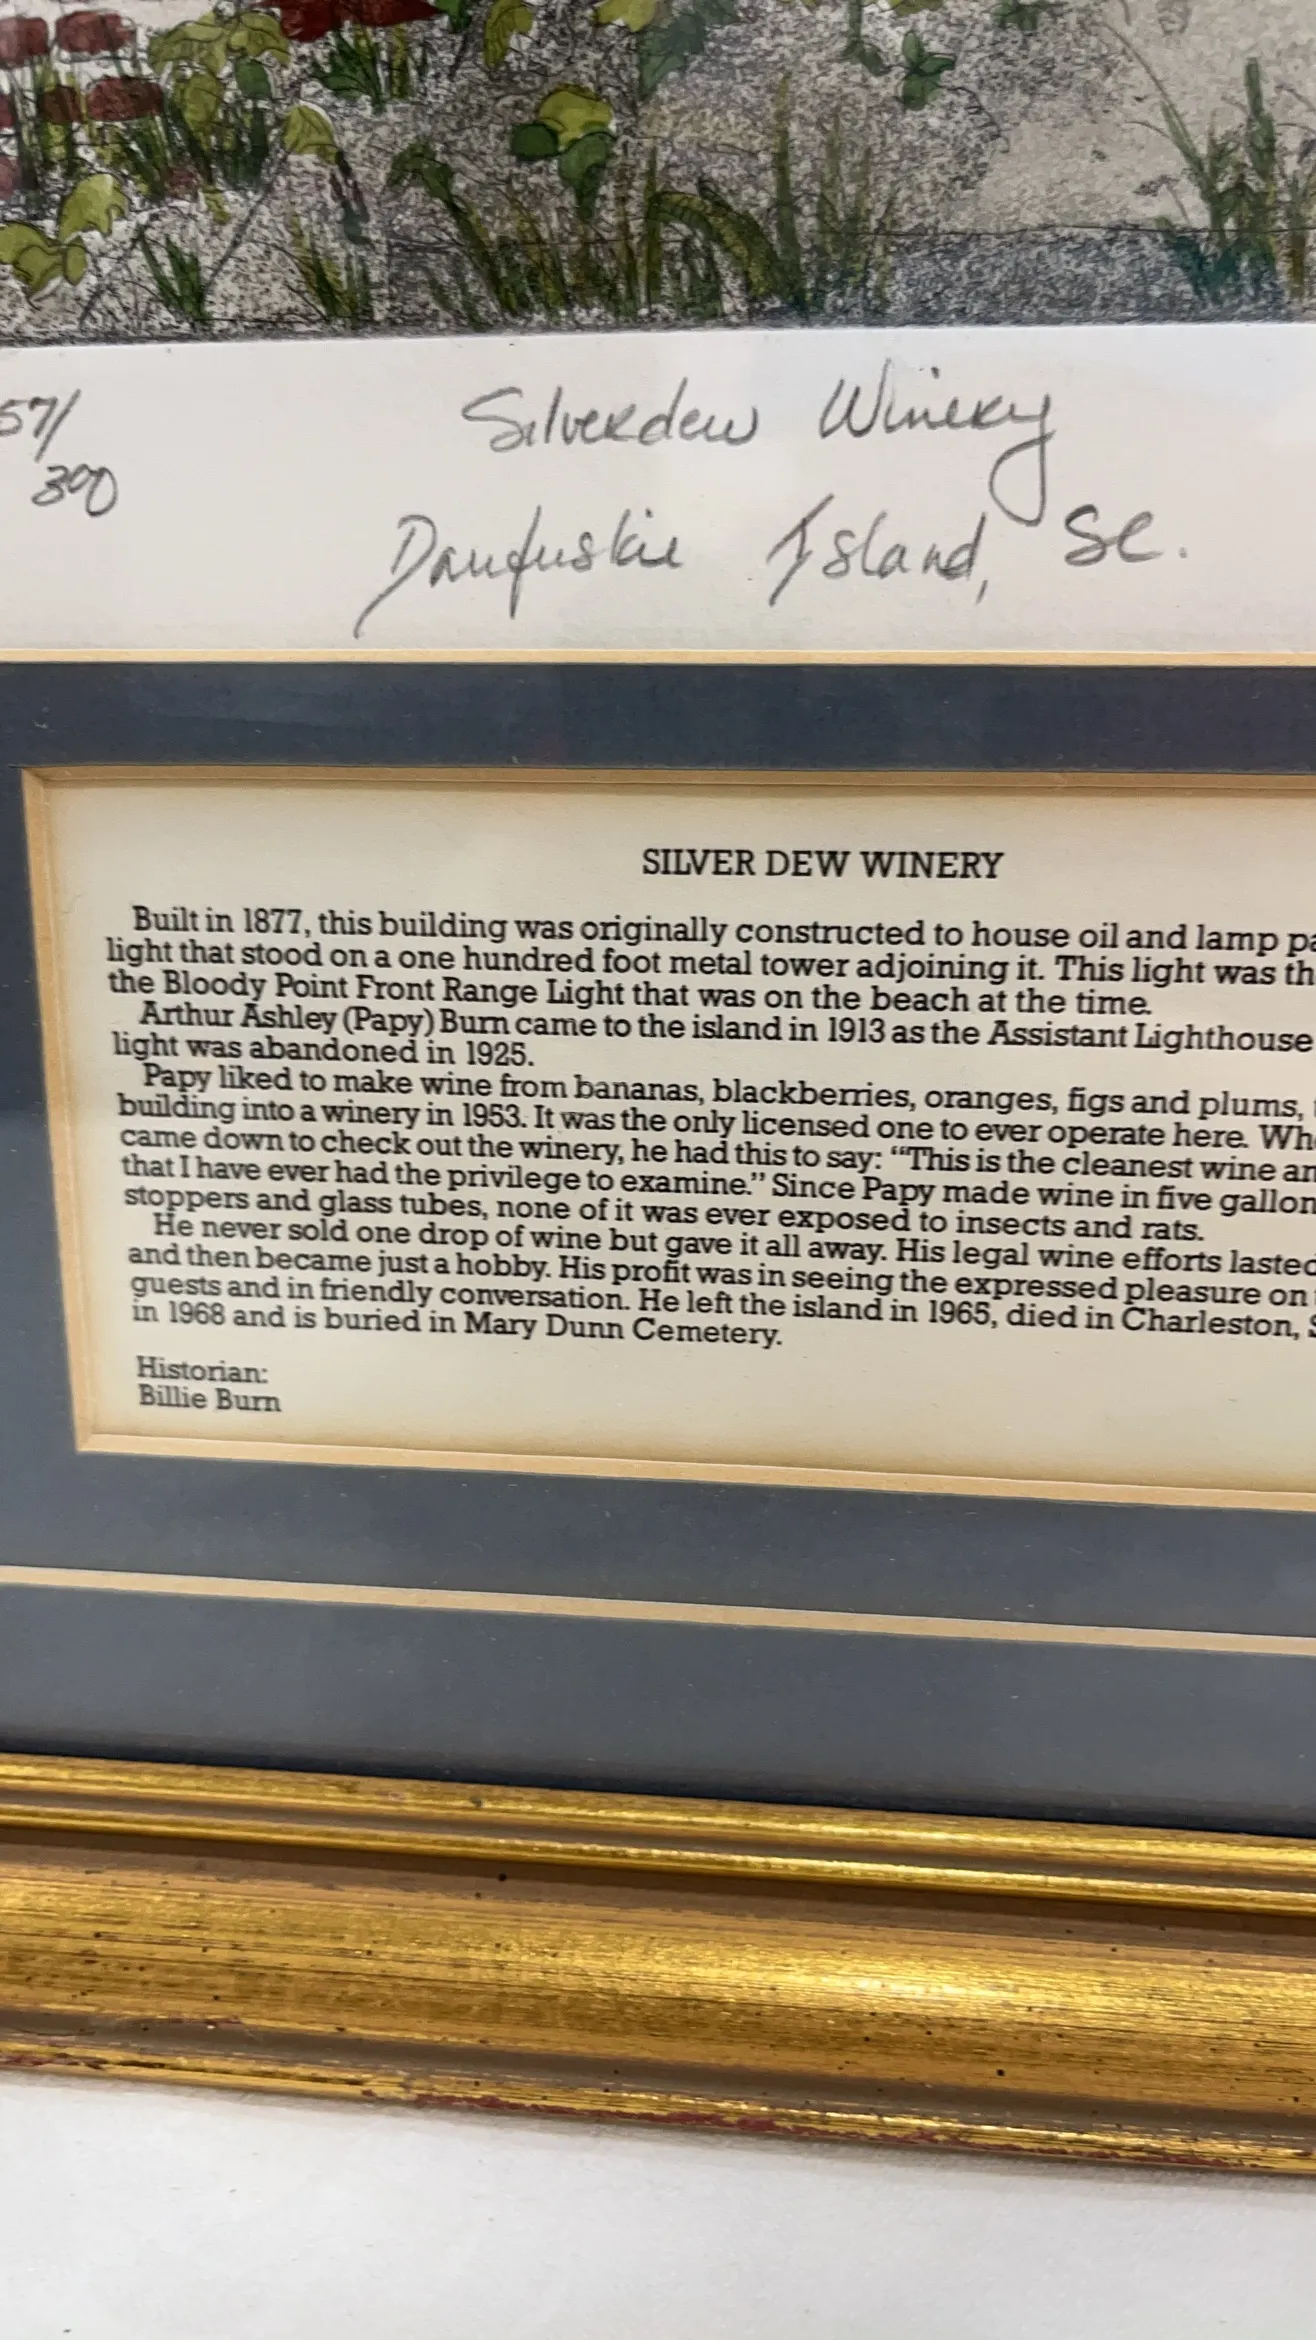 57/
300
Silverdew Winery
Daufuskie Island, SC.
SILVER DEW WINERY
Built in 1877, this building was originally constructed to house oil and lamp
light that stood on a one hundred foot metal tower adjoining it. This light was
the Bloody Point Front Range Light that was on the beach at the time.
Arthur Ashley (Papy) Burn came to the island in 1913 as the Assistant Lighthouse
light was abandoned in 1925.
Papy liked to make wine from bananas, blackberries, oranges, figs and plums,
building into a winery in 1953. It was the only licensed one to ever operate here.
came down to check out the winery, he had this to say: “This is the cleanest wine
that I have ever had the privilege to examine.” Since Papy made wine in five gallon
stoppers and glass tubes, none of it was ever exposed to insects and rats.
He never sold one drop of wine but gave it all away. His legal wine efforts lasted
and then became just a hobby. His profit was in seeing the expressed pleasure on
guests and in friendly conversation. He left the island in 1965, died in Charleston,
in 1968 and is buried in Mary Dunn Cemetery.
Historian:
Billie Burn